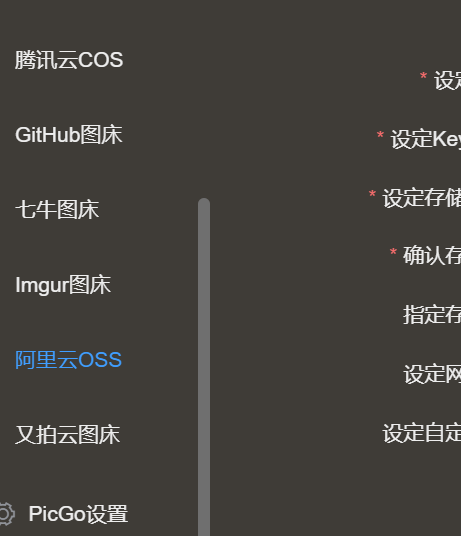 腾讯云COS
GitHub图床
七牛图床
Imgur图床
阿里云OSS
又拍云图床
PicGo设置
* 设定
* 设定Key
* 设定存储
* 确认存
指定存
设定网
设定自定